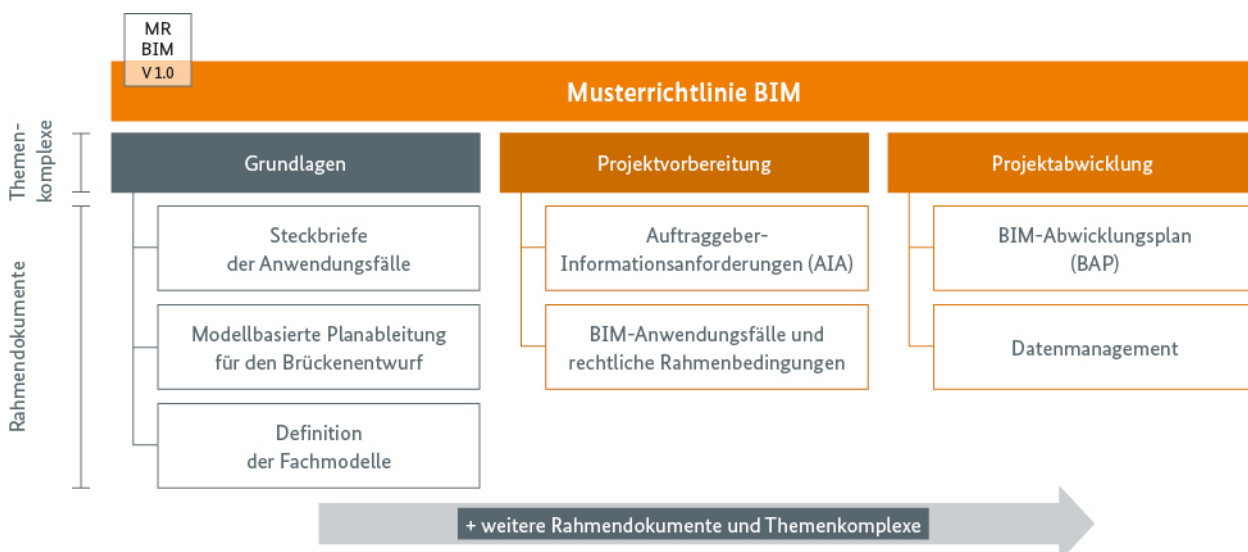 MR
BIM
V 1.0
Musterrichtlinie BIM
Themen-
komplexe
Grundlagen
Projektvorbereitung
Projektabwicklung
Rahmendokumente
Steckbriefe
der Anwendungsfälle
Modellbasierte Planableitung
für den Brückenentwurf
Definition
der Fachmodelle
Auftraggeber-
Informationsanforderungen (AIA)
BIM-Anwendungsfälle und
rechtliche Rahmenbedingungen
BIM-Abwicklungsplan
(BAP)
Datenmanagement
+ weitere Rahmendokumente und Themenkomplexe